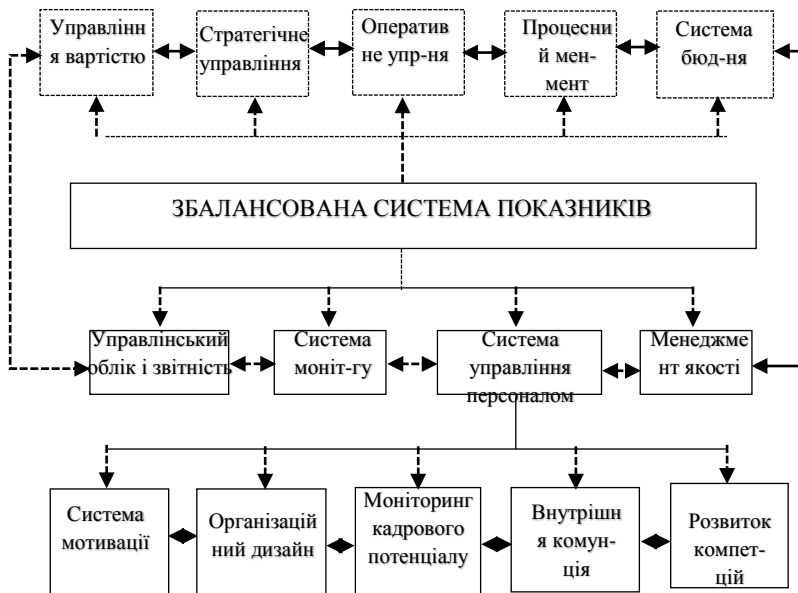 Управлінн
я вартістю
Стратегічне
управління
Оператив
не упр-ня
Процесни
й мен-
мент
Система
бюд-ня
ЗБАЛАНСОВАНА СИСТЕМА ПОКАЗНИКІВ
Управлінський
облік і звітність
Система
моніт-гу
Система
управління
персоналом
Менеджме
нт якості
Система
мотивації
Організацій
ний дизайн
Моніторинг
кадрового
потенціалу
Внутрішн
я комун-
ція
Розвиток
компет-
цій